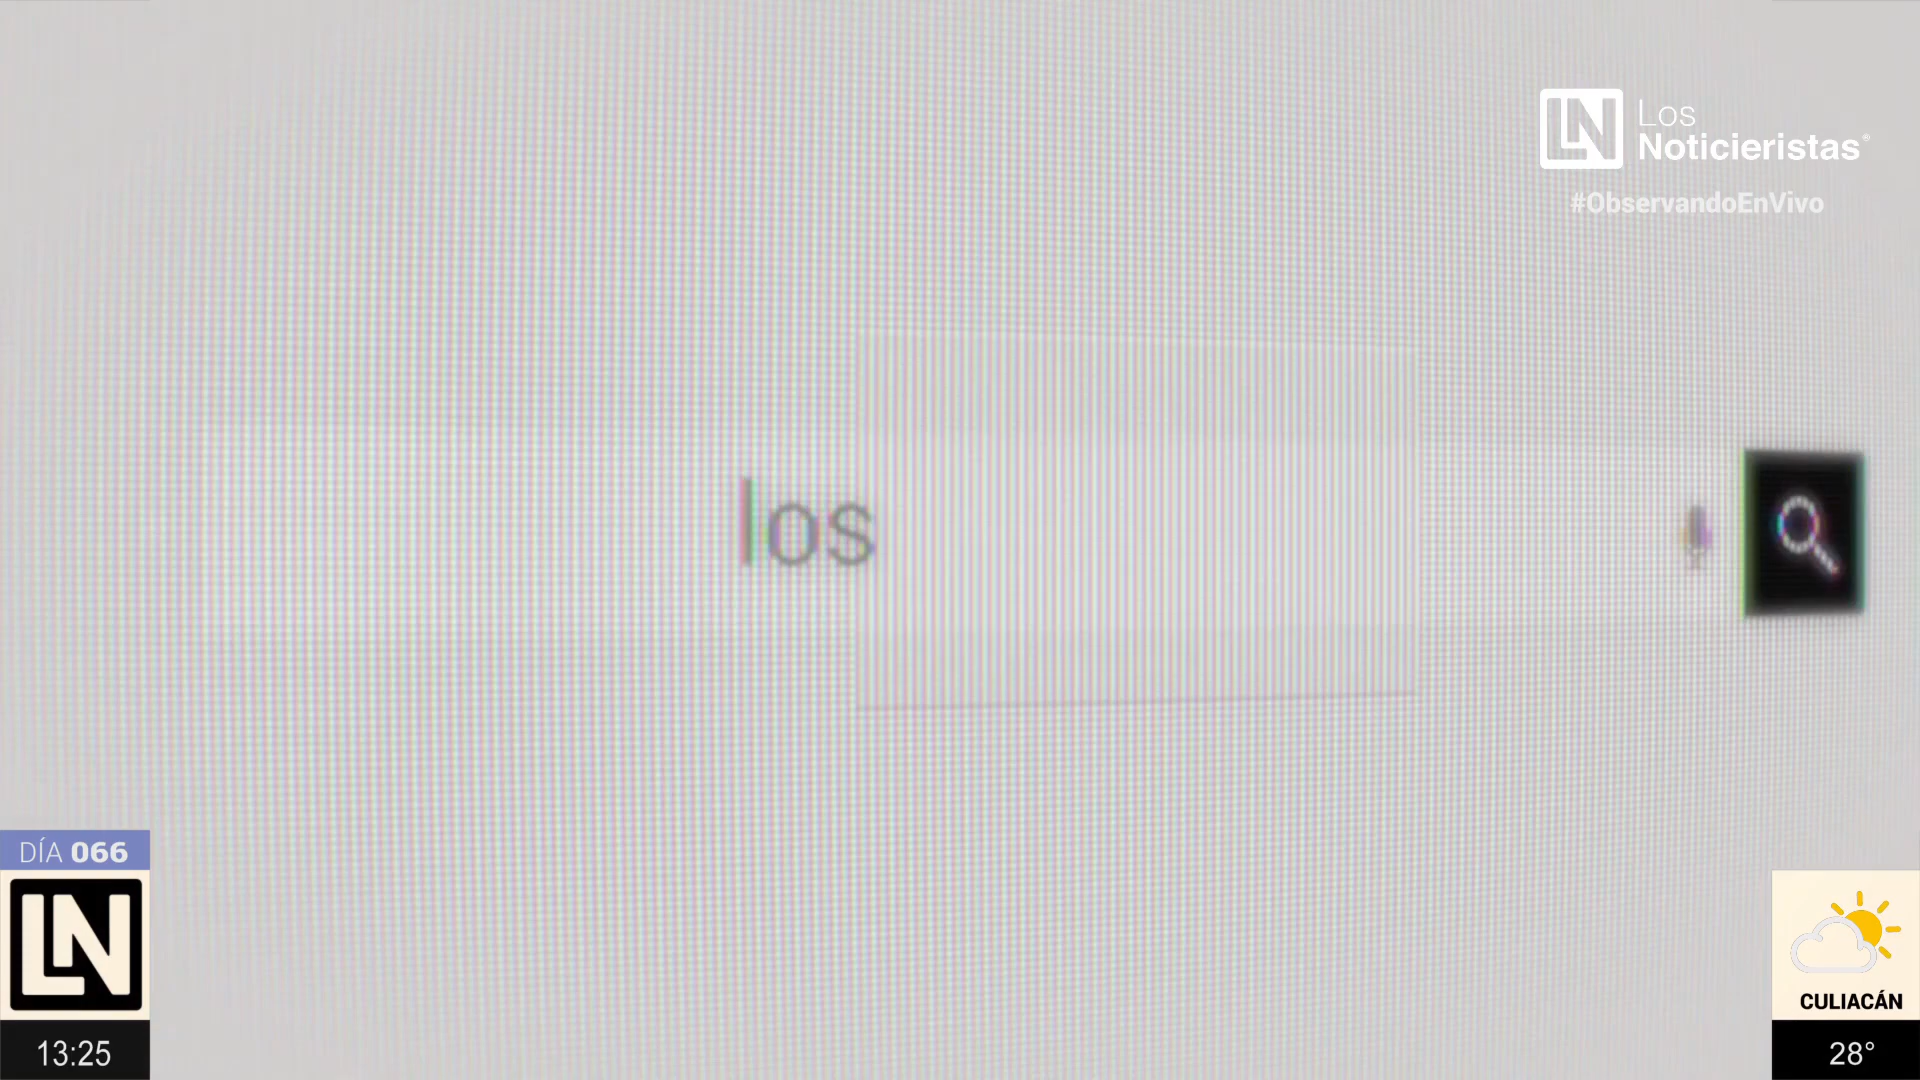 Los
Noticieristas®
#ObservandoEnVivo
los
DÍA 066
LN
13:25
CULIACÁN
28°